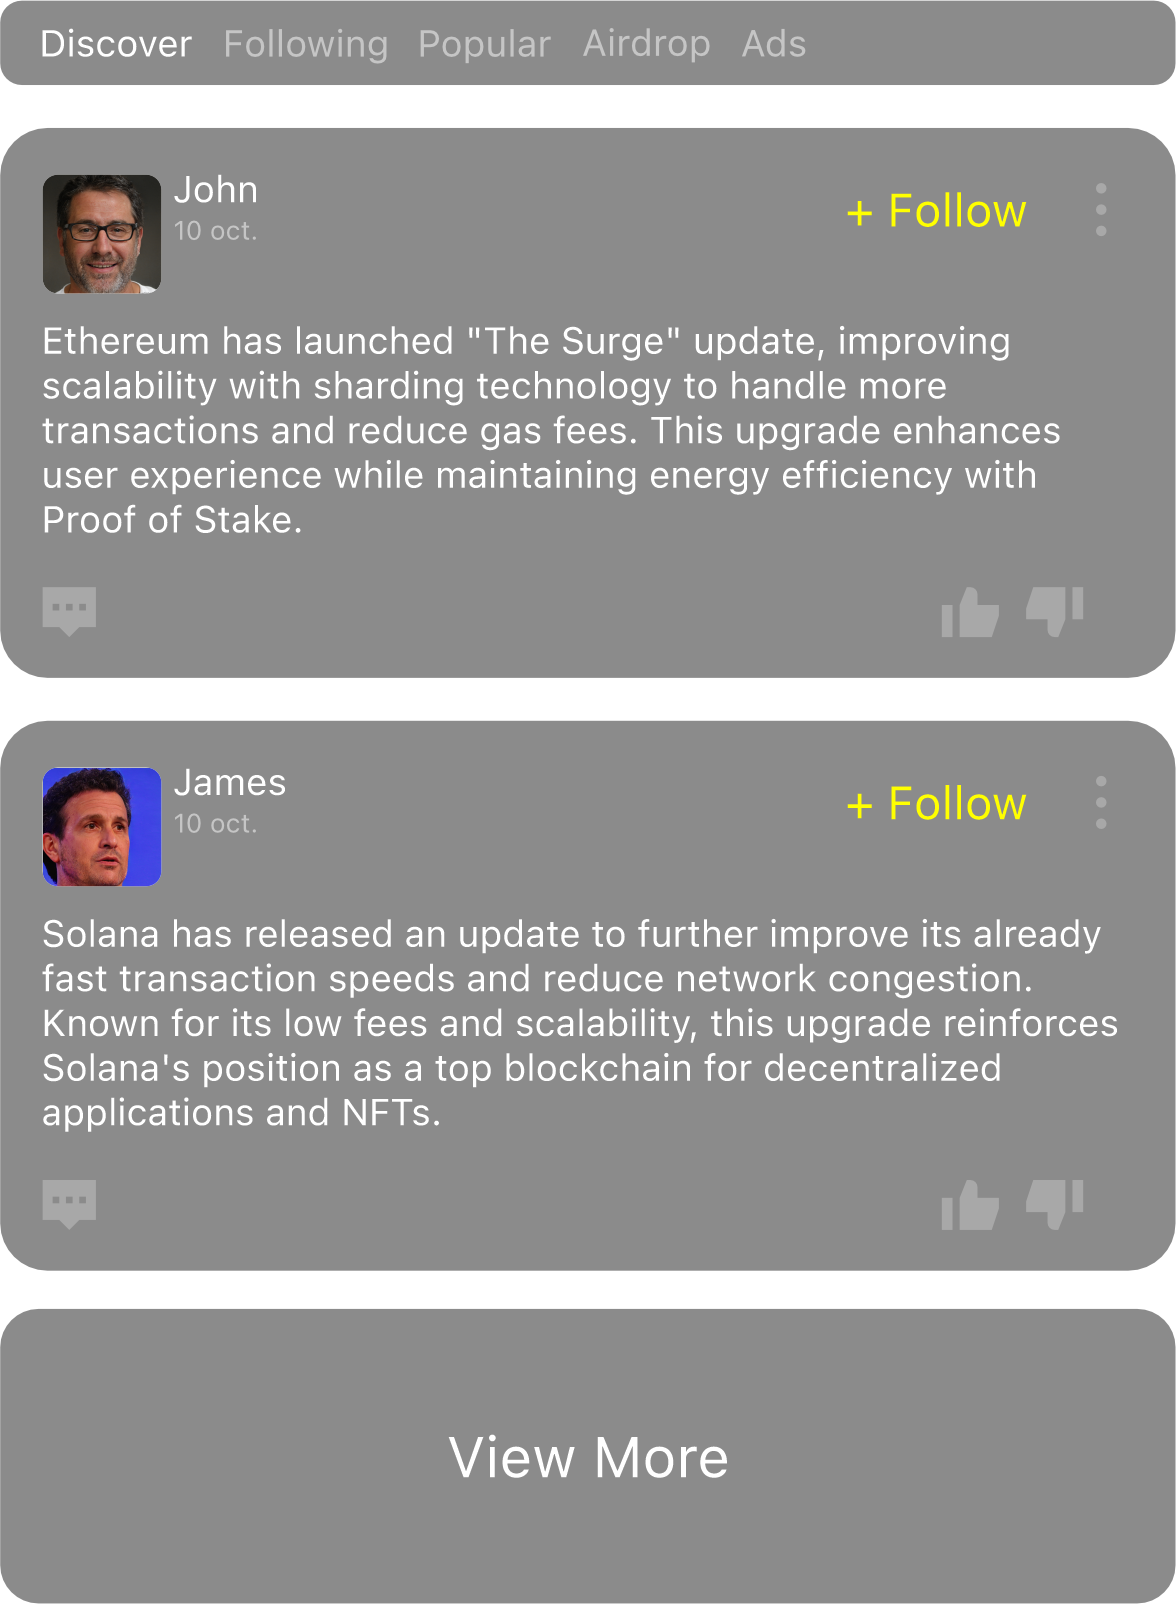 Discover Following Popular Airdrop Ads
John
10 oct.
+ Follow
Ethereum has launched "The Surge" update, improving
scalability with sharding technology to handle more
transactions and reduce gas fees. This upgrade enhances
user experience while maintaining energy efficiency with
Proof of Stake.
James
10 oct.
+ Follow
Solana has released an update to further improve its already
fast transaction speeds and reduce network congestion.
Known for its low fees and scalability, this upgrade reinforces
Solana's position as a top blockchain for decentralized
applications and NFTs.
View More